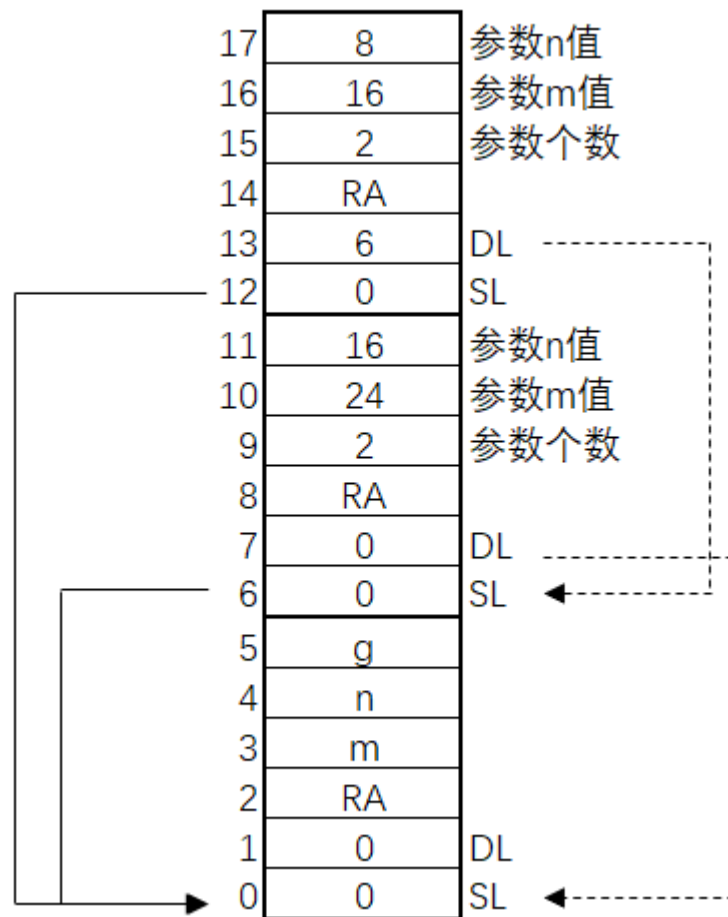 17 8 参数n值
16 16 参数m值
15 2 参数个数
14 RA
13 6 DL
12 0 SL
11 16 参数n值
10 24 参数m值
9 2 参数个数
8 RA
7 0 DL
6 0 SL
5 g
4 n
3 m
2 RA
1 0 DL
0 0 SL